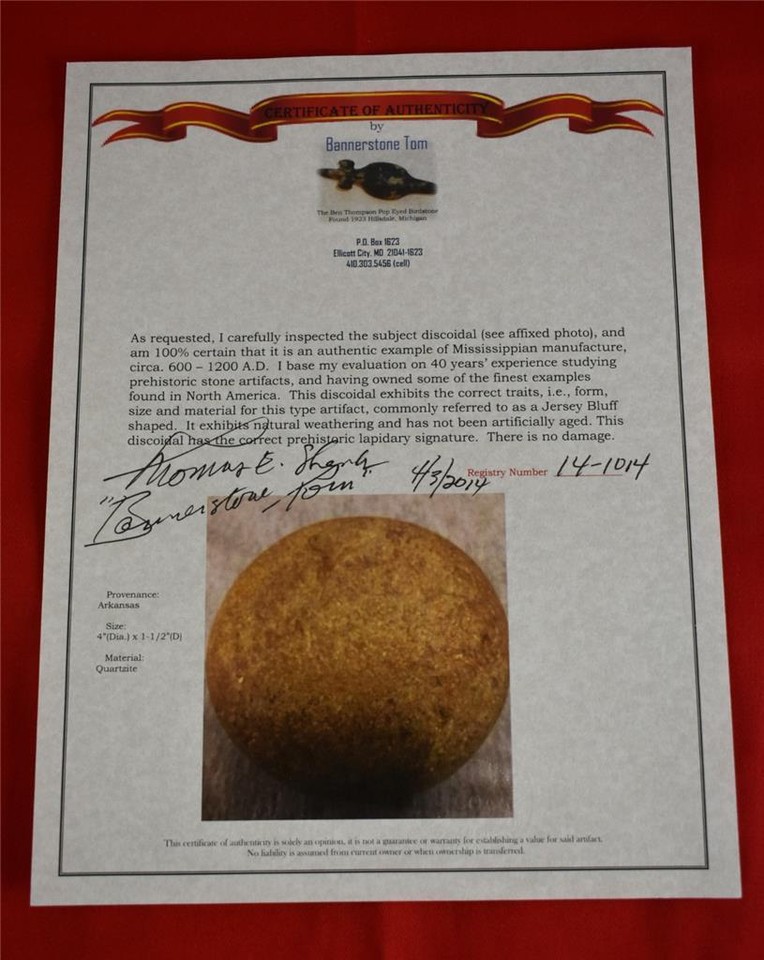 CERTIFICATE OF AUTHENTICITY
by
Bannerstone Tom
The Ben Thompson Pop Eyed Birdstone
Found 1923 Hillsdale, Michigan
P.O. Box 1623
Ellicott City, MD 21041-1623
410.303.5456 (cell)
As requested, I carefully inspected the subject discoidal (see affixed photo), and
am 100% certain that it is an authentic example of Mississippian manufacture,
circa. 600 – 1200 A.D. I base my evaluation on 40 years' experience studying
prehistoric stone artifacts, and having owned some of the finest examples
found in North America. This discoidal exhibits the correct traits, i.e., form,
size and material for this type artifact, commonly referred to as a Jersey Bluff
shaped. It exhibits natural weathering and has not been artificially aged. This
discoidal has the correct prehistoric lapidary signature. There is no damage.
Thomas E.
"Bannerstone Tom"
4/3/2014
Registry Number 14-1014
Provenance:
Arkansas
Size:
4"(Dia.) x 1-1/2"(D)
Material:
Quartzite
This certificate of authenticity is solely an opinion, it is not a guarantee or warranty for establishing a value for said artifact.
No liability is assumed from current owner or when ownership is transferred.